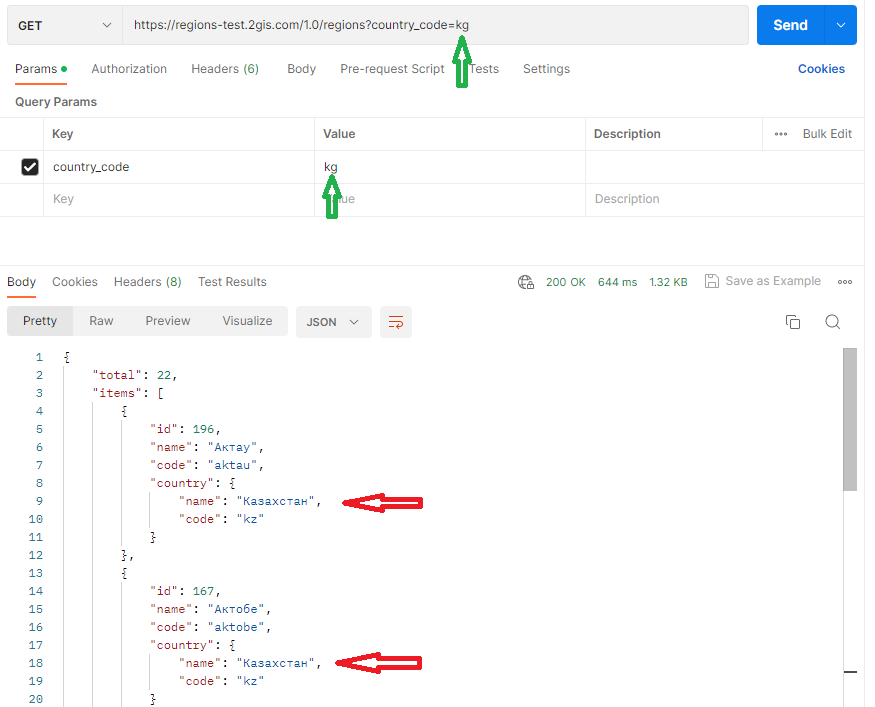 GET https://regions-test.2gis.com/1.0/regions?country_code=kg Send
Params Authorization Headers (6) Body Pre-request Script Tests Settings Cookies
Query Params
Key Value Description ••• Bulk Edit
country_code kg
Key Description
Body Cookies Headers (8) Test Results 200 OK 644 ms 1.32 KB Save as Example
Pretty Raw Preview Visualize JSON
1 {
2 "total": 22,
3 "items": [
4 {
5 "id": 196,
6 "name": "Актау",
7 "code": "aktau",
8 "country": {
9 "name": "Казахстан",
10 "code": "kz"
11 }
12 },
13 {
14 "id": 167,
15 "name": "Актобе",
16 "code": "aktobe",
17 "country": {
18 "name": "Казахстан",
19 "code": "kz"
20 }